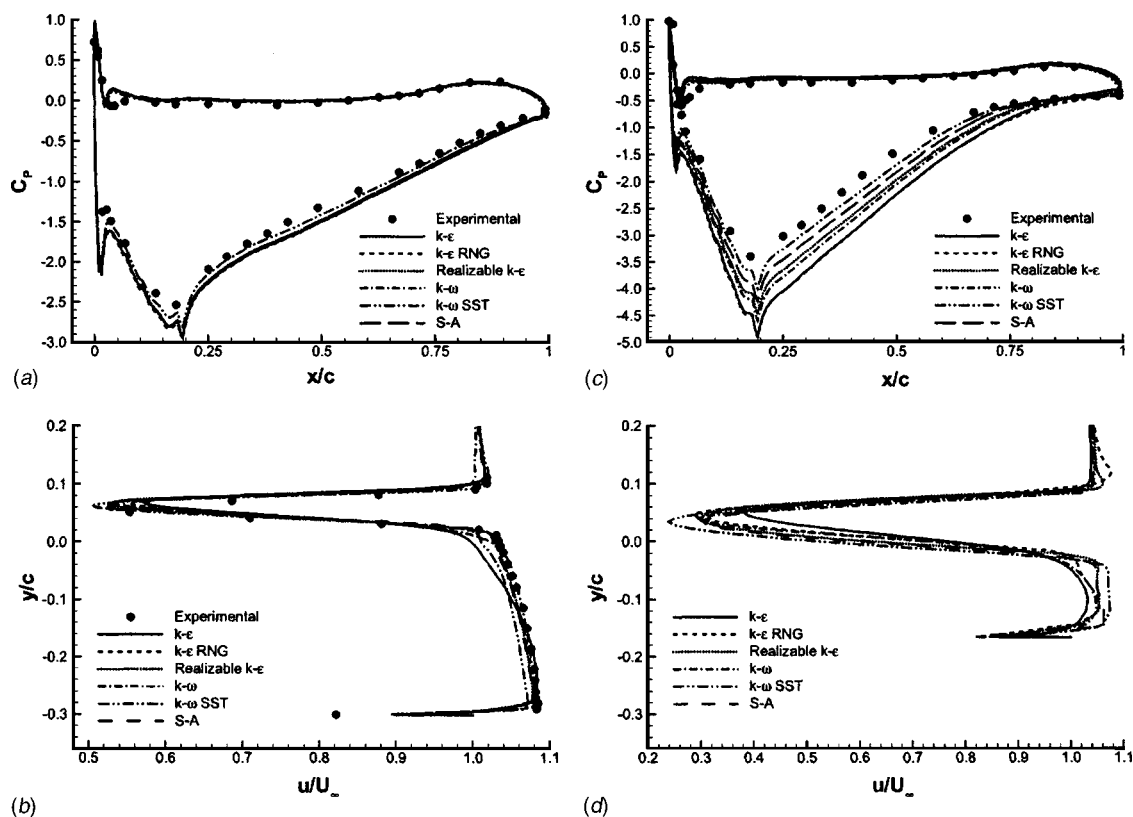 1.0
0.5
0.0
-0.5
-1.0
-1.5
-2.0
-2.5
-3.0
C_P
0
0.25
0.5
0.75
1
x/c
Experimental
k-ε
k-ε RNG
Realizable k-ε
k-ω
k-ω SST
S-A
(a)
1.0
0.5
0.0
-0.5
-1.0
-1.5
-2.0
-2.5
-3.0
-3.5
-4.0
-4.5
-5.0
C_P
0
0.25
0.5
0.75
1
x/c
Experimental
k-ε
k-ε RNG
Realizable k-ε
k-ω
k-ω SST
S-A
(c)
0.2
0.1
0.0
-0.1
-0.2
-0.3
y/c
0.5
0.6
0.7
0.8
0.9
1.0
1.1
u/U_∞
Experimental
k-ε
k-ε RNG
Realizable k-ε
k-ω
k-ω SST
S-A
(b)
0.2
0.1
0.0
-0.1
-0.2
-0.3
y/c
0.2
0.3
0.4
0.5
0.6
0.7
0.8
0.9
1.0
1.1
u/U_∞
k-ε
k-ε RNG
Realizable k-ε
k-ω
k-ω SST
S-A
(d)